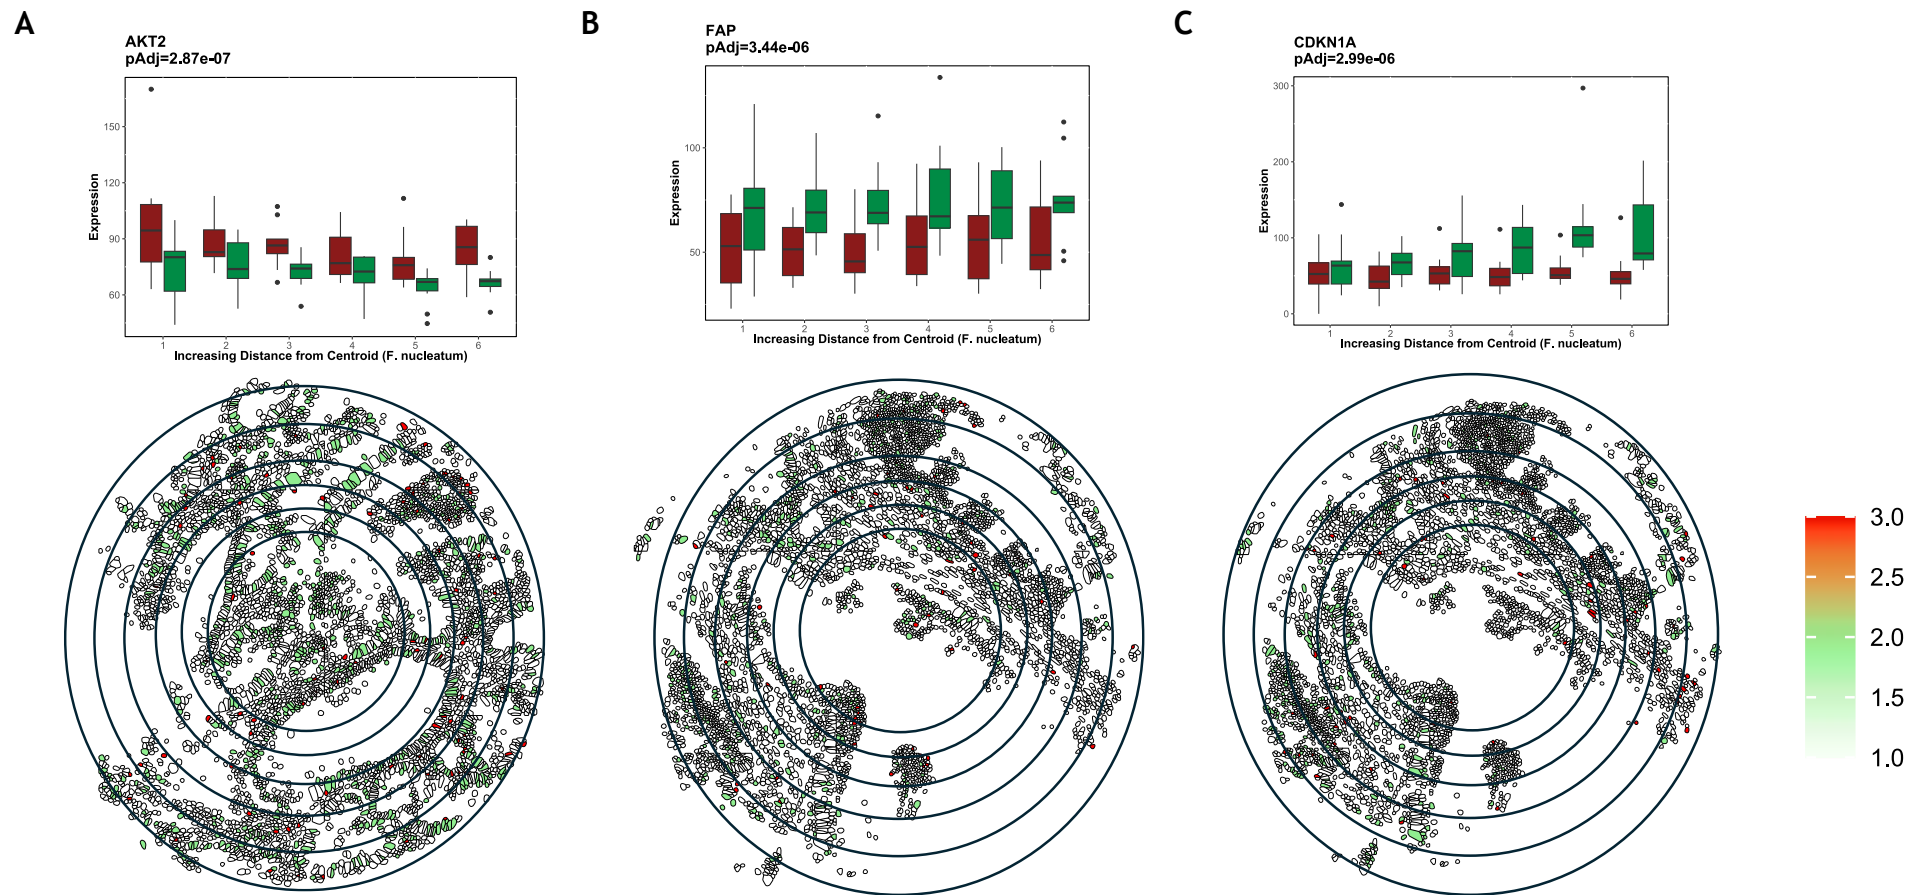 A
AKT2
pAdj=2.87e-07
Expression
150
120
90
60
1 2 3 4 5 6
Increasing Distance from Centroid (F. nucleatum)
B
FAP
pAdj=3.44e-06
Expression
100
50
1 2 3 4 5 6
Increasing Distance from Centroid (F. nucleatum)
C
CDKN1A
pAdj=2.99e-06
Expression
300
200
100
0
1 2 3 4 5 6
Increasing Distance from Centroid (F. nucleatum)
3.0
2.5
2.0
1.5
1.0